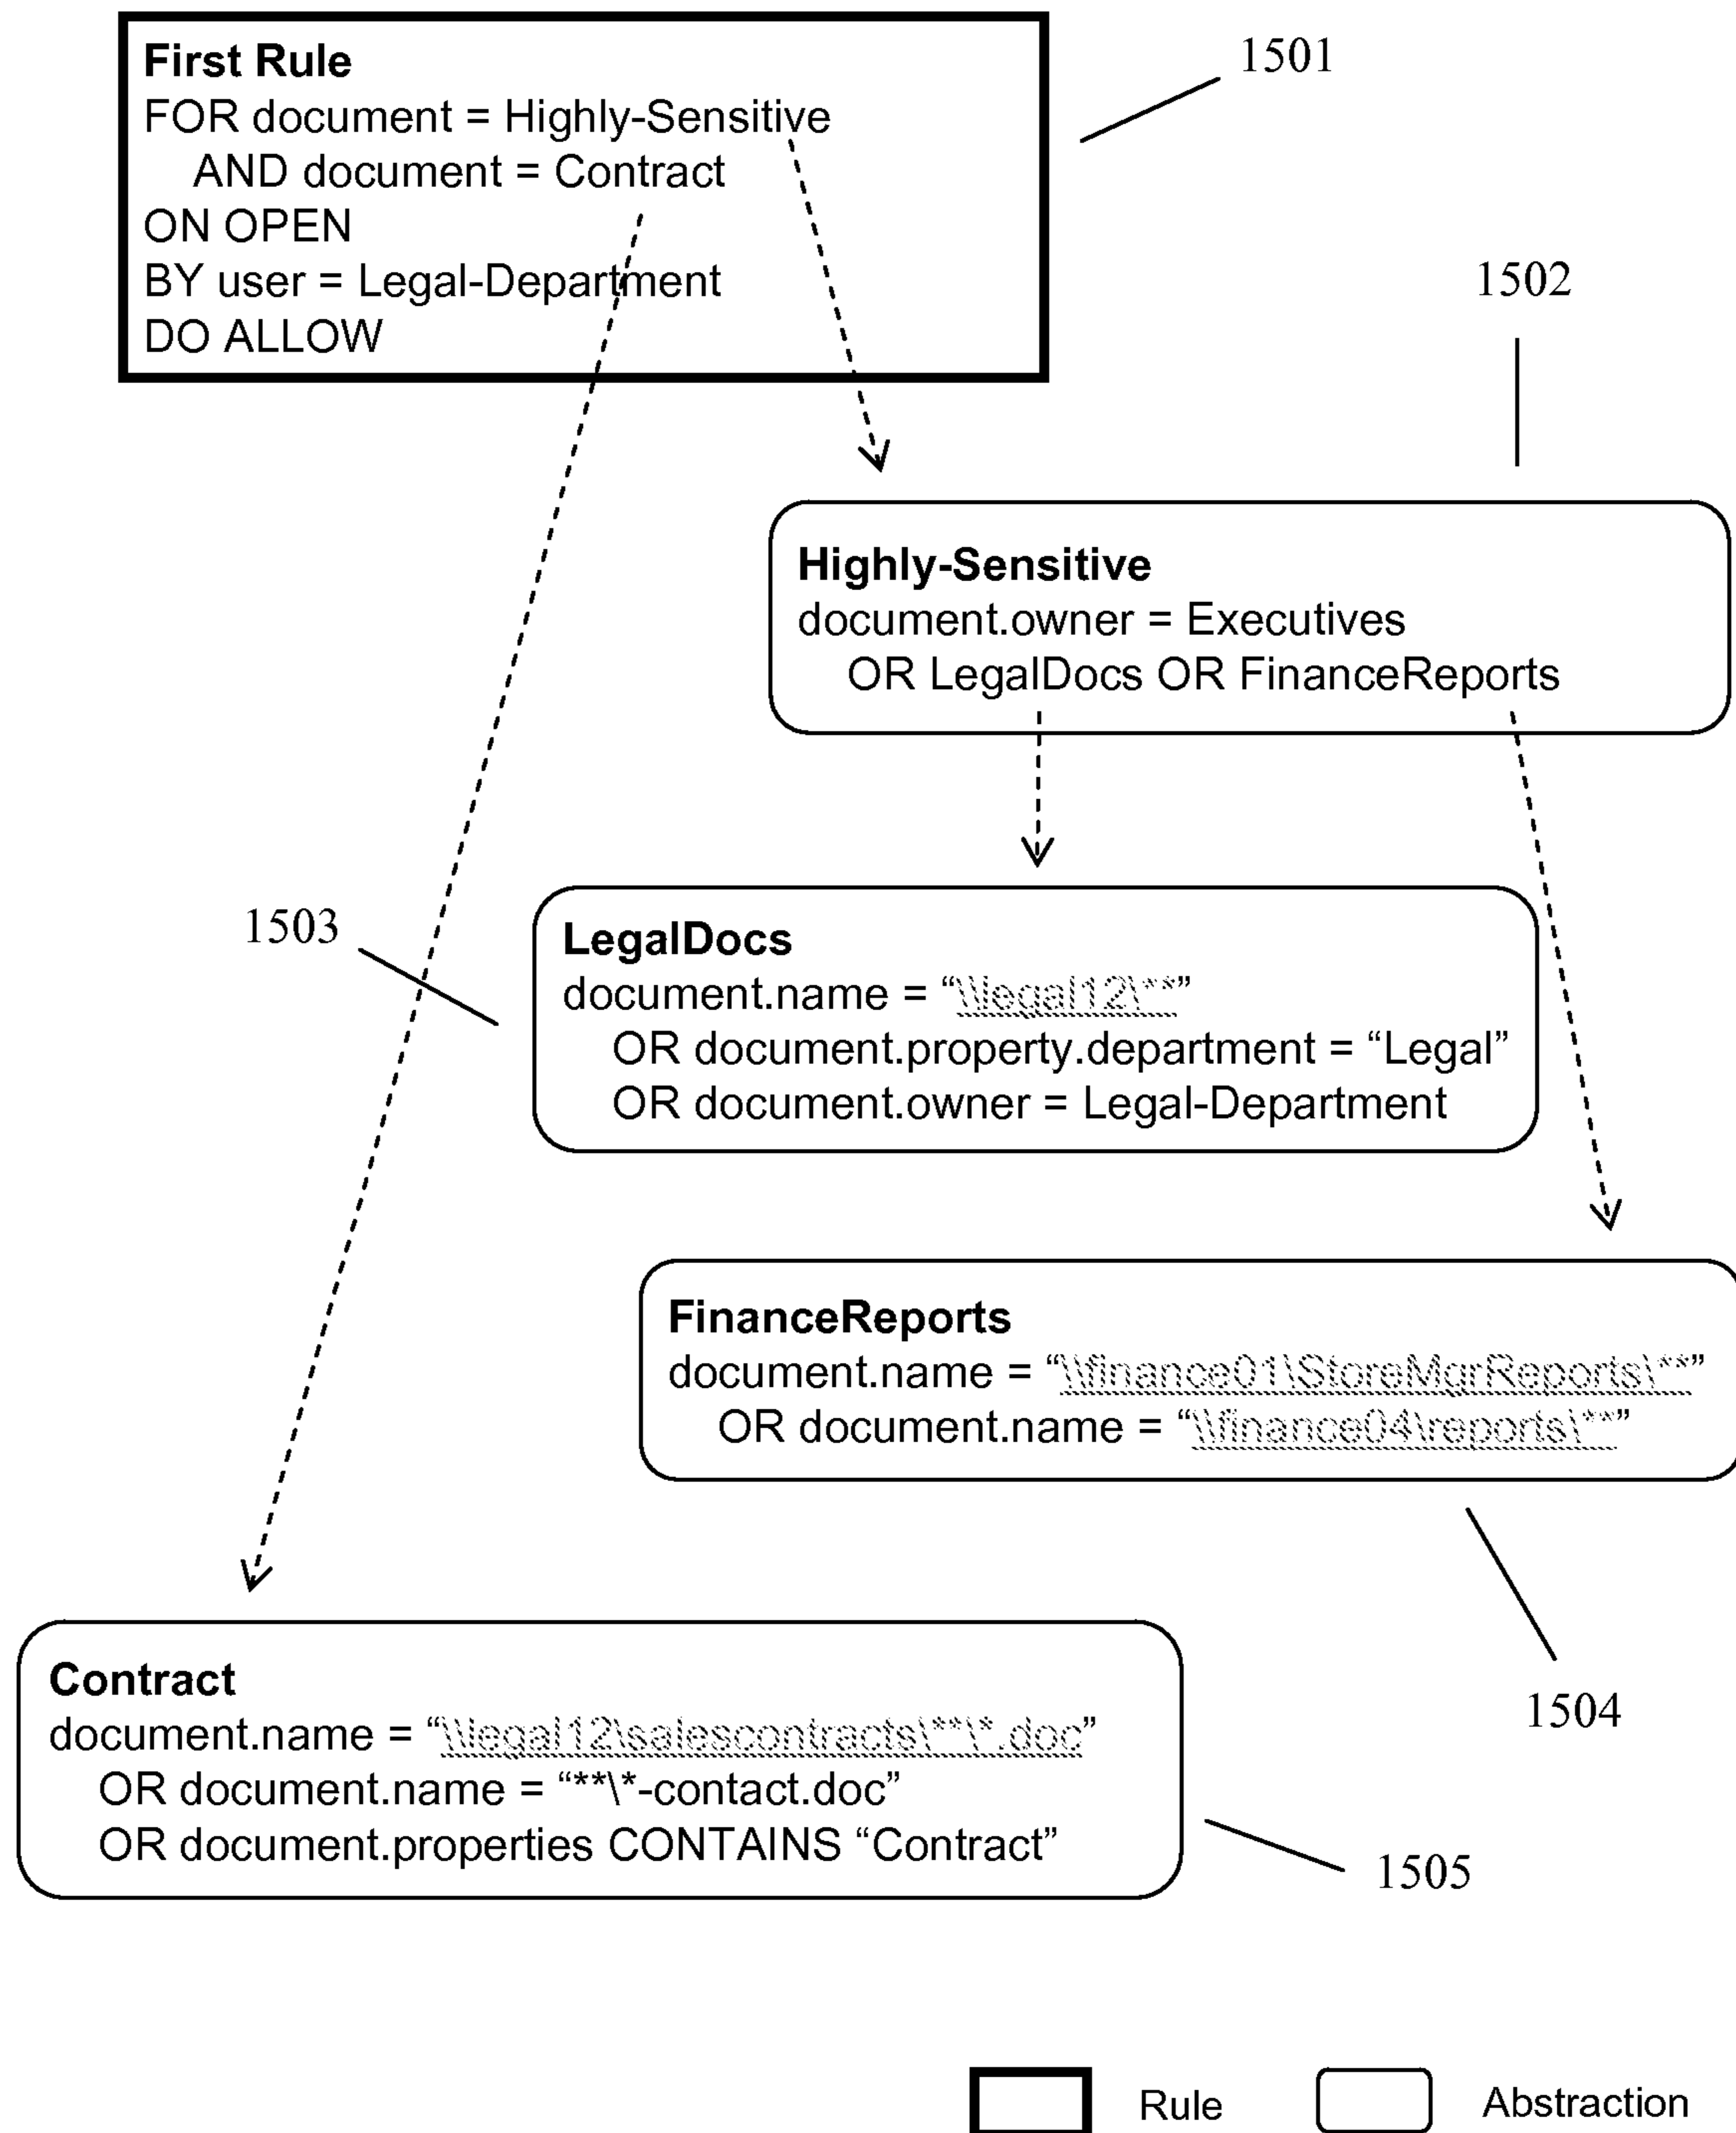 First Rule
FOR document = Highly-Sensitive
AND document = Contract
ON OPEN
BY user = Legal-Department
DO ALLOW
1501
1502
Highly-Sensitive
document.owner = Executives
OR LegalDocs OR FinanceReports
1503
LegalDocs
document.name = “\\legal12\**”
OR document.property.department = “Legal”
OR document.owner = Legal-Department
FinanceReports
document.name = “\\finance01\StoreMgrReports\**”
OR document.name = “\\finance04\reports\**”
1504
Contract
document.name = “\\legal12\salescontracts\**\*.doc”
OR document.name = “**\*-contact.doc”
OR document.properties CONTAINS “Contract”
1505
Rule
Abstraction